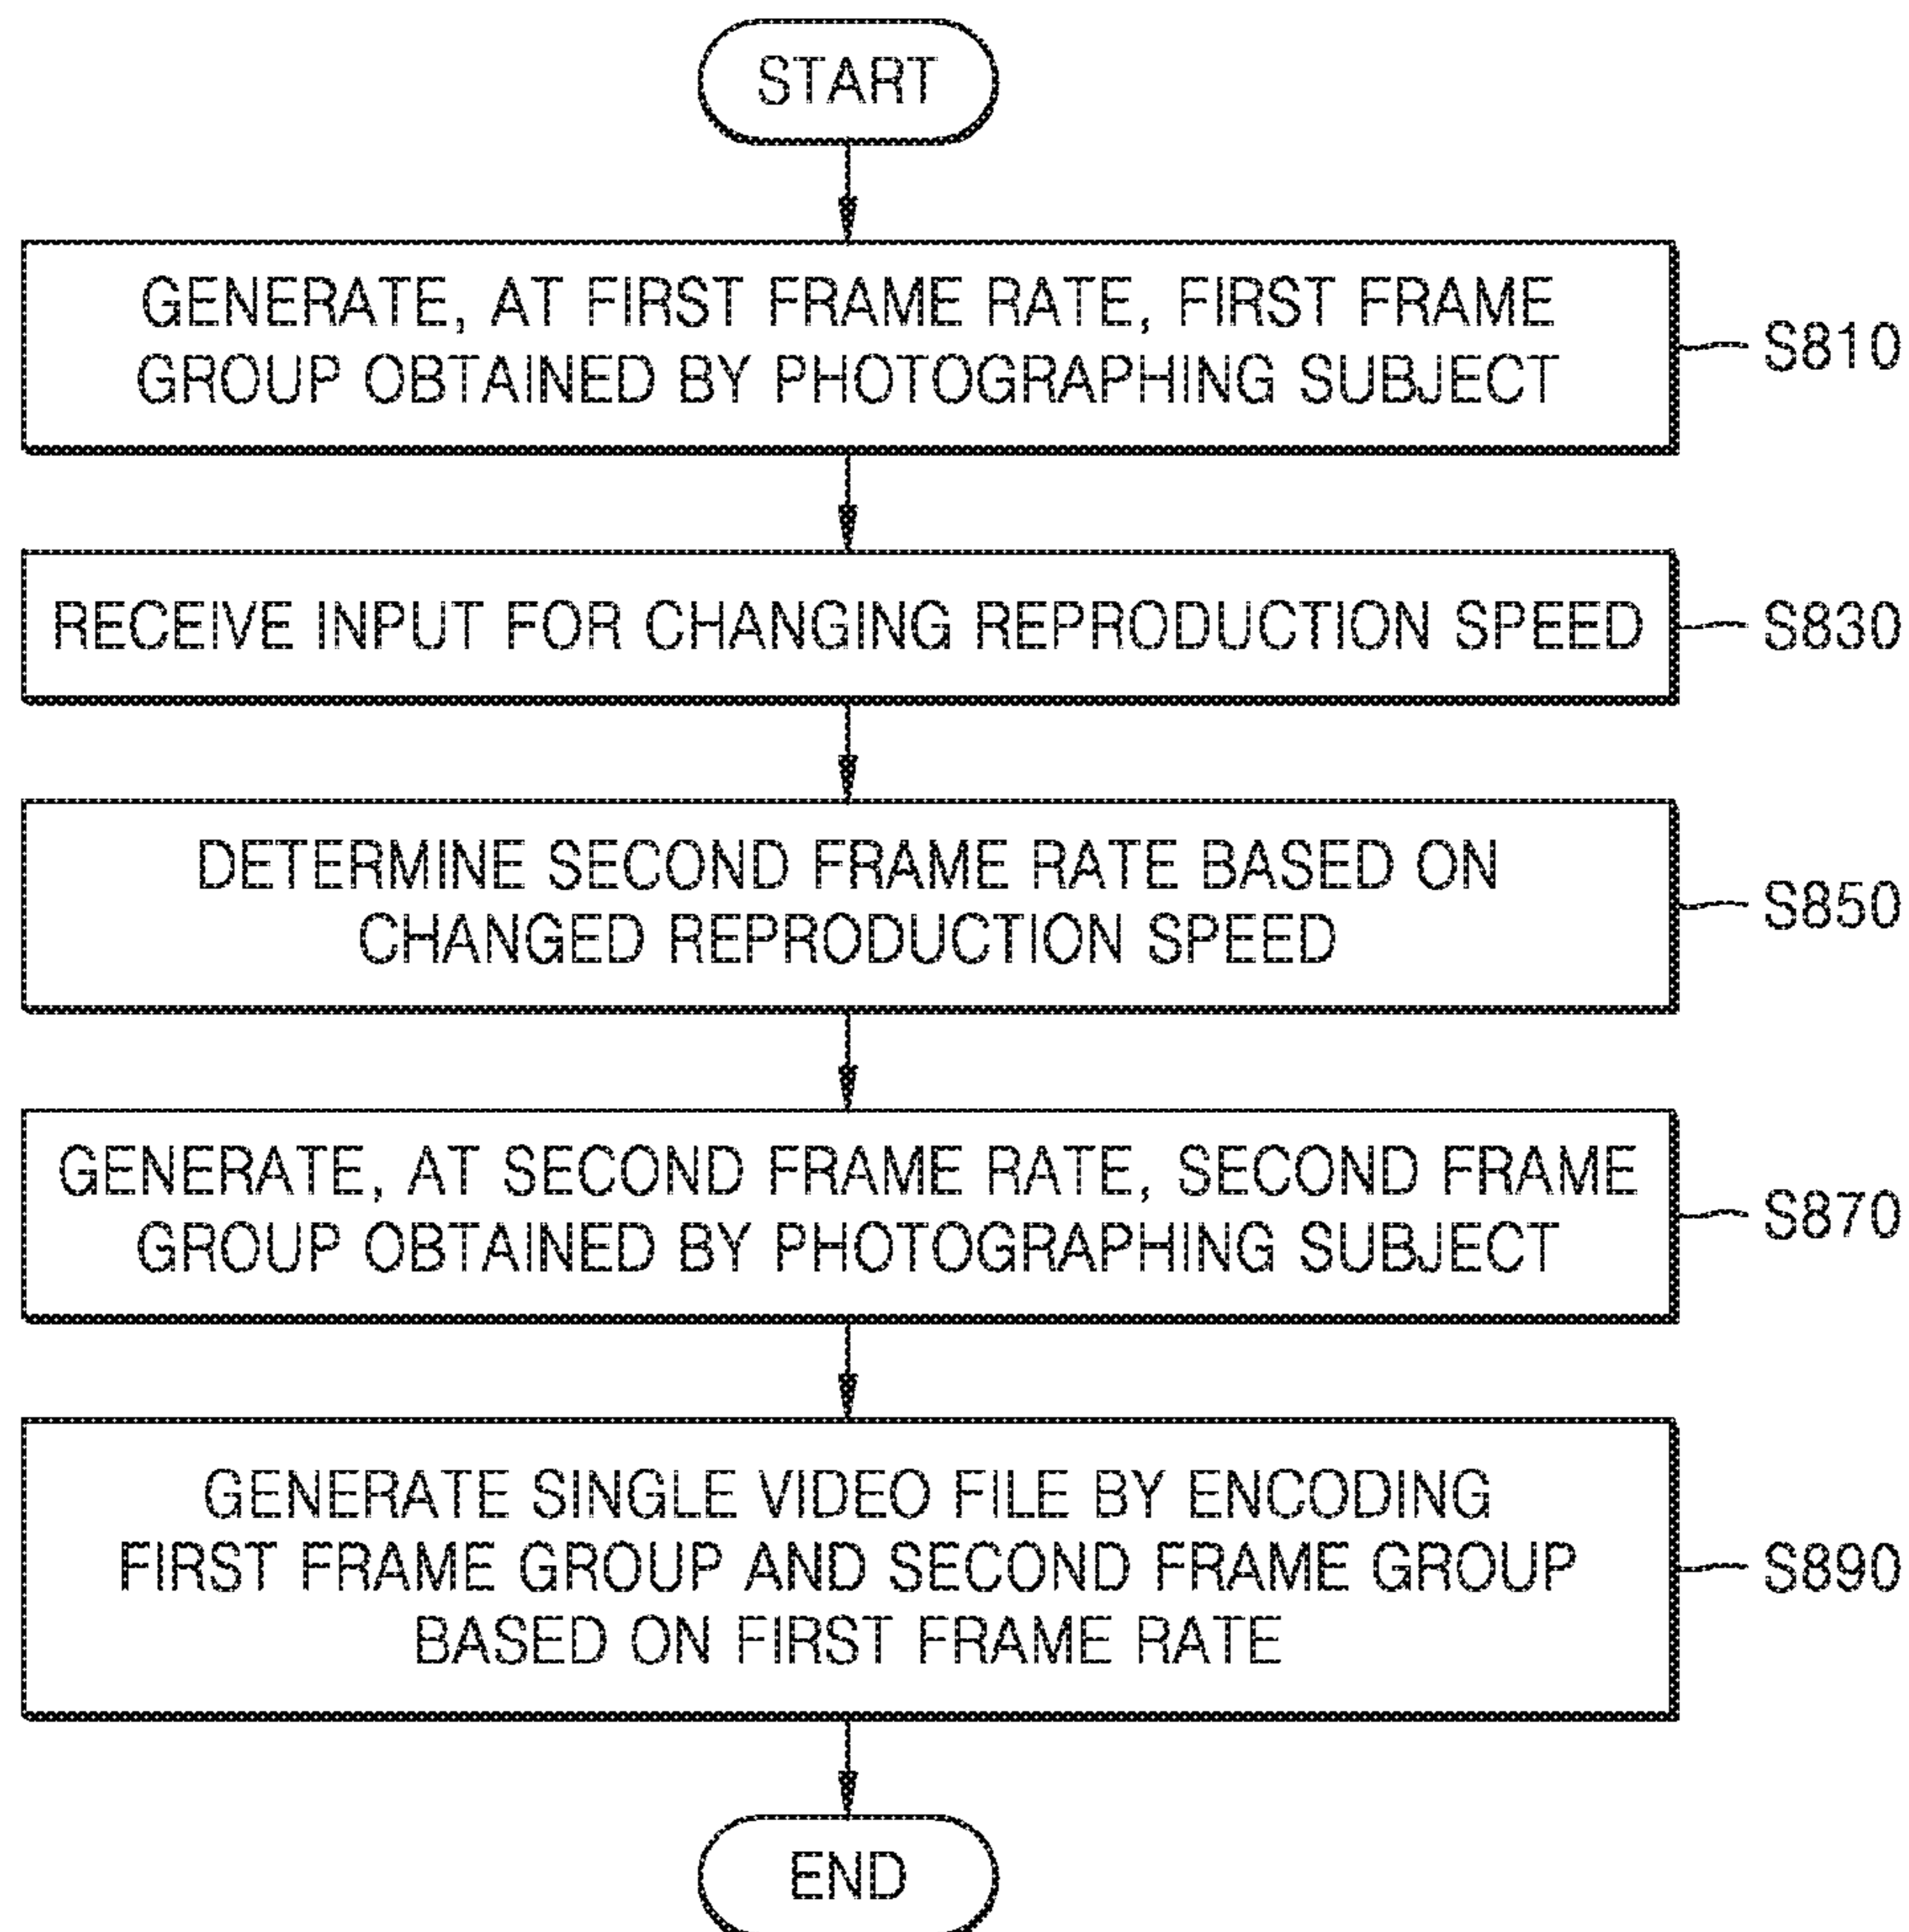 START
GENERATE, AT FIRST FRAME RATE, FIRST FRAME
GROUP OBTAINED BY PHOTOGRAPHING SUBJECT
S810
RECEIVE INPUT FOR CHANGING REPRODUCTION SPEED
S830
DETERMINE SECOND FRAME RATE BASED ON
CHANGED REPRODUCTION SPEED
S850
GENERATE, AT SECOND FRAME RATE, SECOND FRAME
GROUP OBTAINED BY PHOTOGRAPHING SUBJECT
S870
GENERATE SINGLE VIDEO FILE BY ENCODING
FIRST FRAME GROUP AND SECOND FRAME GROUP
BASED ON FIRST FRAME RATE
S890
END